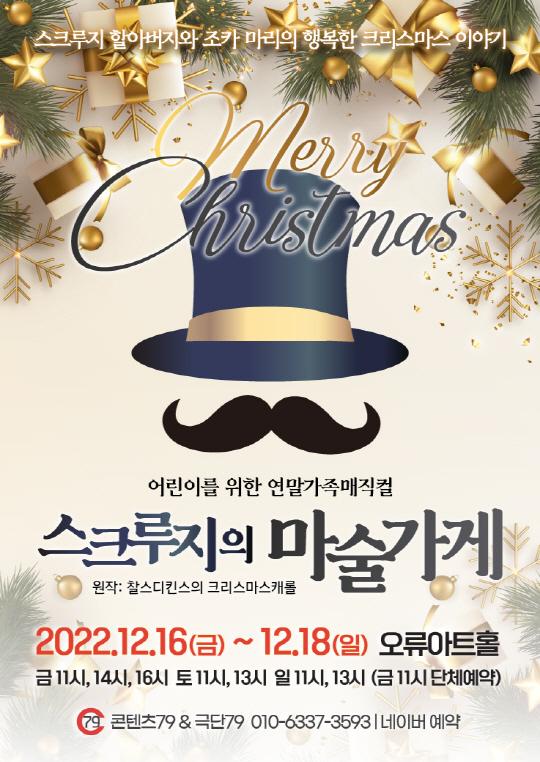 스크루지 할아버지와 조카 마리의 행복한 크리스마스 이야기
Merry
Christmas
어린이를 위한 연말가족매직컬
스크루지의 마술가게
원작: 찰스디킨스의 크리스마스캐롤
2022.12.16(금) ~ 12.18(일) 오류아트홀
금 11시, 14시, 16시 토 11시, 13시 일 11시, 13시 (금 11시 단체예약)
79 콘텐츠79 & 극단79 010-6337-3593 | 네이버 예약